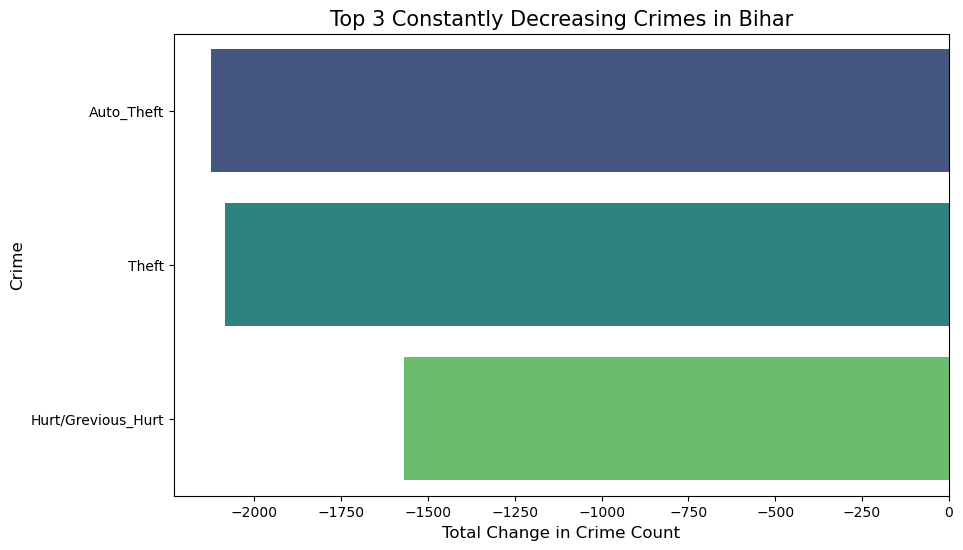 Top 3 Constantly Decreasing Crimes in Bihar
Crime
Auto_Theft
Theft
Hurt/Grevious_Hurt
−2000 −1750 −1500 −1250 −1000 −750 −500 −250 0
Total Change in Crime Count